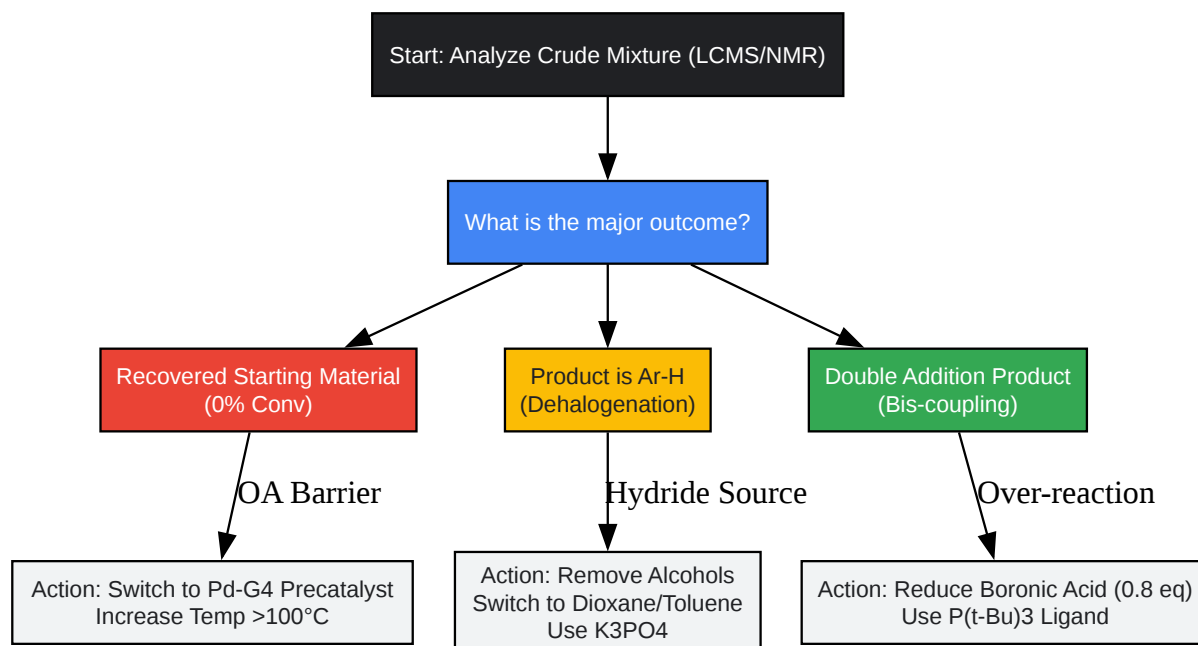 Start: Analyze Crude Mixture (LCMS/NMR)
What is the major outcome?
Recovered Starting Material
(0% Conv)
Product is Ar-H
(Dehalogenation)
Double Addition Product
(Bis-coupling)
OA Barrier
Hydride Source
Over-reaction
Action: Switch to Pd-G4 Precatalyst
Increase Temp >100°C
Action: Remove Alcohols
Switch to Dioxane/Toluene
Use K3PO4
Action: Reduce Boronic Acid (0.8 eq)
Use P(t-Bu)3 Ligand